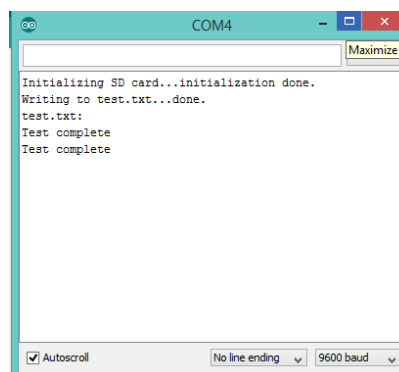 COM4
Maximize
Initializing SD card...initialization done.
Writing to test.txt...done.
test.txt:
Test complete
Test complete
Autoscroll
No line ending
9600 baud